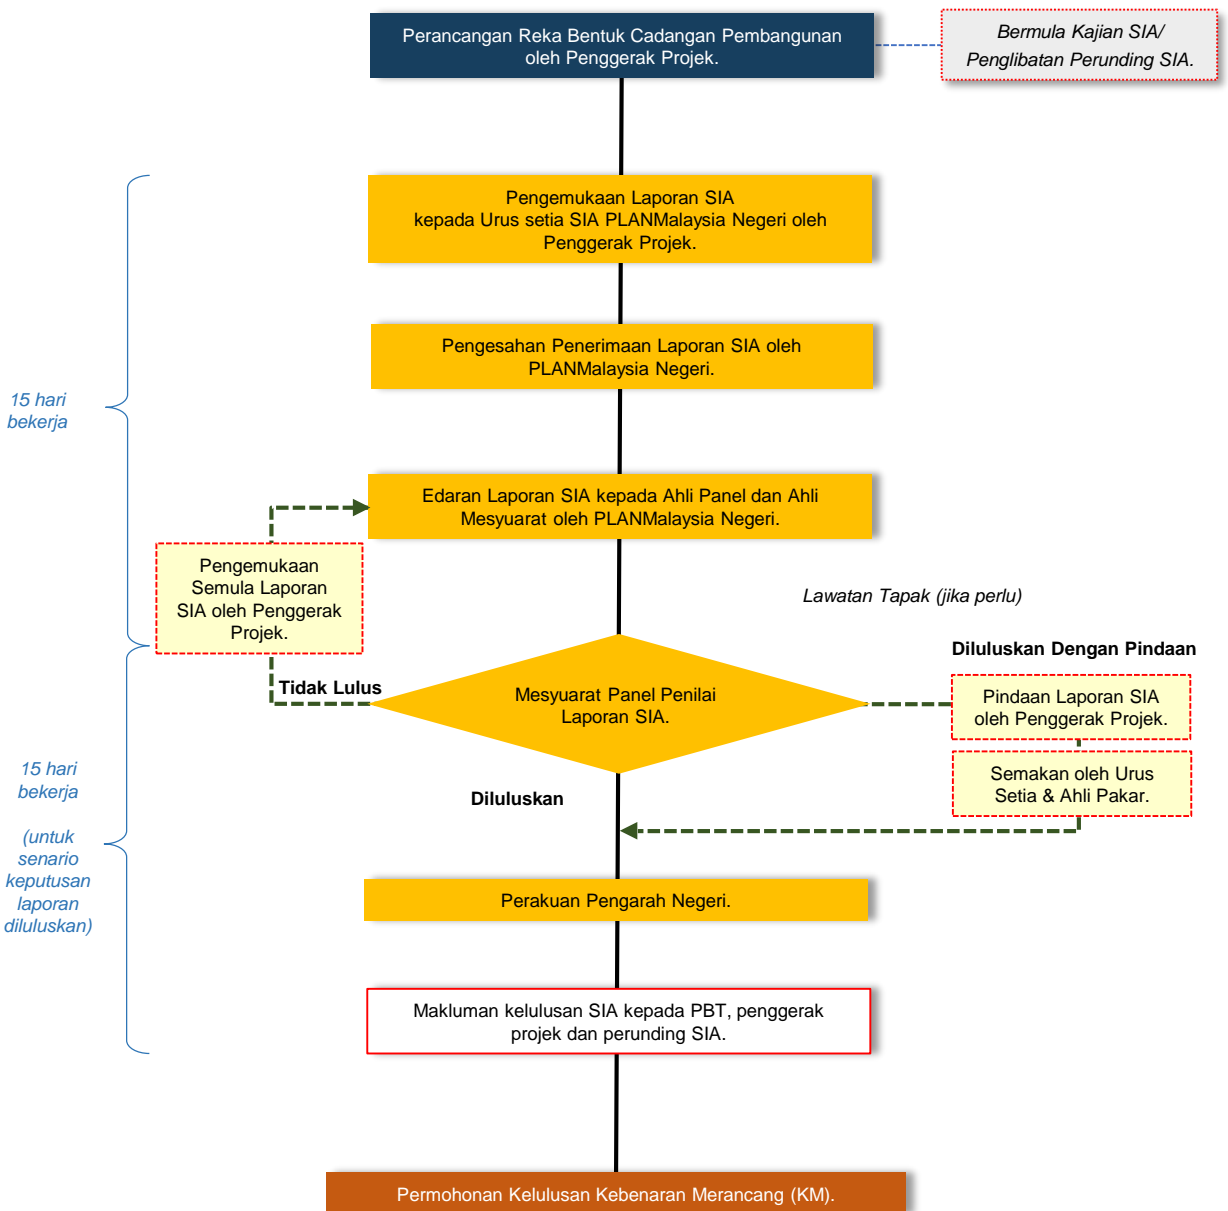 Perancangan Reka Bentuk Cadangan Pembangunan
oleh Penggerak Projek.
Bermula Kajian SIA/
Penglibatan Perunding SIA.
Pengemukaan Laporan SIA
kepada Urus setia SIA PLANMalaysia Negeri oleh
Penggerak Projek.
Pengesahan Penerimaan Laporan SIA oleh
PLANMalaysia Negeri.
15 hari
bekerja
Edaran Laporan SIA kepada Ahli Panel dan Ahli
Mesyuarat oleh PLANMalaysia Negeri.
Pengemukaan
Semula Laporan
SIA oleh Penggerak
Projek.
Lawatan Tapak (jika perlu)
Diluluskan Dengan Pindaan
Tidak Lulus
Mesyuarat Panel Penilai
Laporan SIA.
Pindaan Laporan SIA
oleh Penggerak Projek.
Semakan oleh Urus
Setia & Ahli Pakar.
Diluluskan
15 hari
bekerja
(untuk
senario
keputusan
laporan
diluluskan)
Perakuan Pengarah Negeri.
Makluman kelulusan SIA kepada PBT, penggerak
projek dan perunding SIA.
Permohonan Kelulusan Kebenaran Merancang (KM).